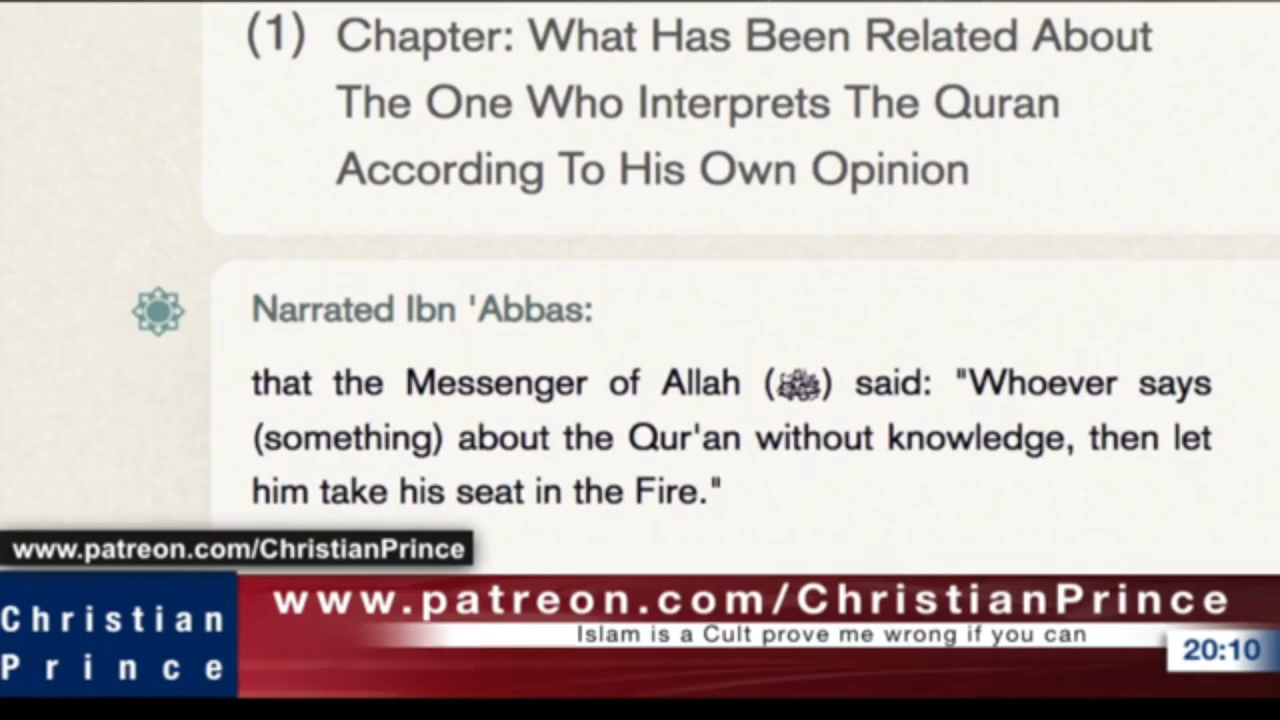 (1) Chapter: What Has Been Related About
The One Who Interprets The Quran
According To His Own Opinion
Narrated Ibn 'Abbas:
that the Messenger of Allah (ﷺ) said: "Whoever says
(something) about the Qur'an without knowledge, then let
him take his seat in the Fire."
www.patreon.com/ChristianPrince
Christian
Prince
www.patreon.com/ChristianPrince
Islam is a Cult prove me wrong if you can
20:10